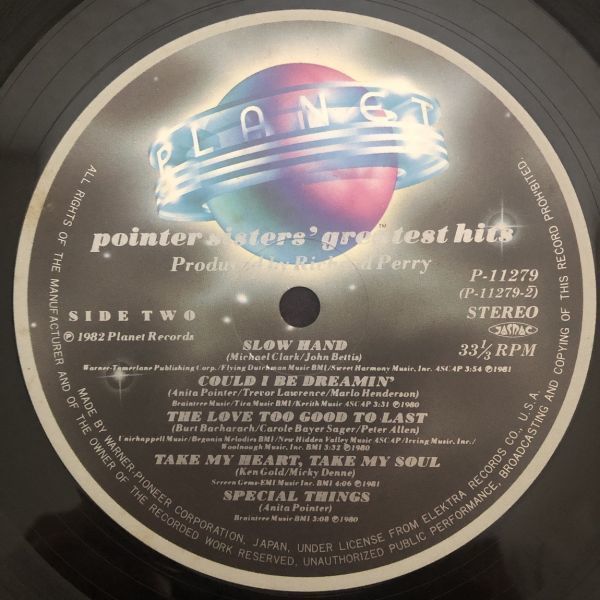 PLANET
™
pointer sisters' greatest hits
Produced by Richard Perry
P-11279
(P-11279-2)
SIDE TWO
STEREO
JASRAC
℗ 1982 Planet Records
33 1/3 RPM
SLOW HAND
(Michael Clark/John Bettis)
Warner-Tamerlane Publishing Corp./Flying Dutchman Music BMI/Sweet Harmony Music, Inc. ASCAP 3:54 ℗1981
COULD I BE DREAMIN'
(Anita Pointer/Trevor Lawrence/Marlo Henderson)
Braintree Music/Tira Music BMI/Kerith Music ASCAP 3:31 ℗1980
THE LOVE TOO GOOD TO LAST
(Burt Bacharach/Carole Bayer Sager/Peter Allen)
Unichappell Music/Begonia Melodies BMI/New Hidden Valley Music ASCAP/Irving Music, Inc./
Woolnough Music, Inc. BMI 3:32 ℗1980
TAKE MY HEART, TAKE MY SOUL
(Ken Gold/Micky Denne)
Screen Gems-EMI Music Inc. BMI 4:06 ℗1981
SPECIAL THINGS
(Anita Pointer)
Braintree Music BMI 3:08 ℗1980
ALL RIGHTS OF THE MANUFACTURER AND OF THE OWNER OF THE RECORDED WORK RESERVED, UNAUTHORIZED PUBLIC PERFORMANCE, BROADCASTING AND COPYING OF THIS RECORD PROHIBITED.
MADE BY WARNER-PIONEER CORPORATION, JAPAN, UNDER LICENSE FROM ELEKTRA RECORDS CO., U.S.A.